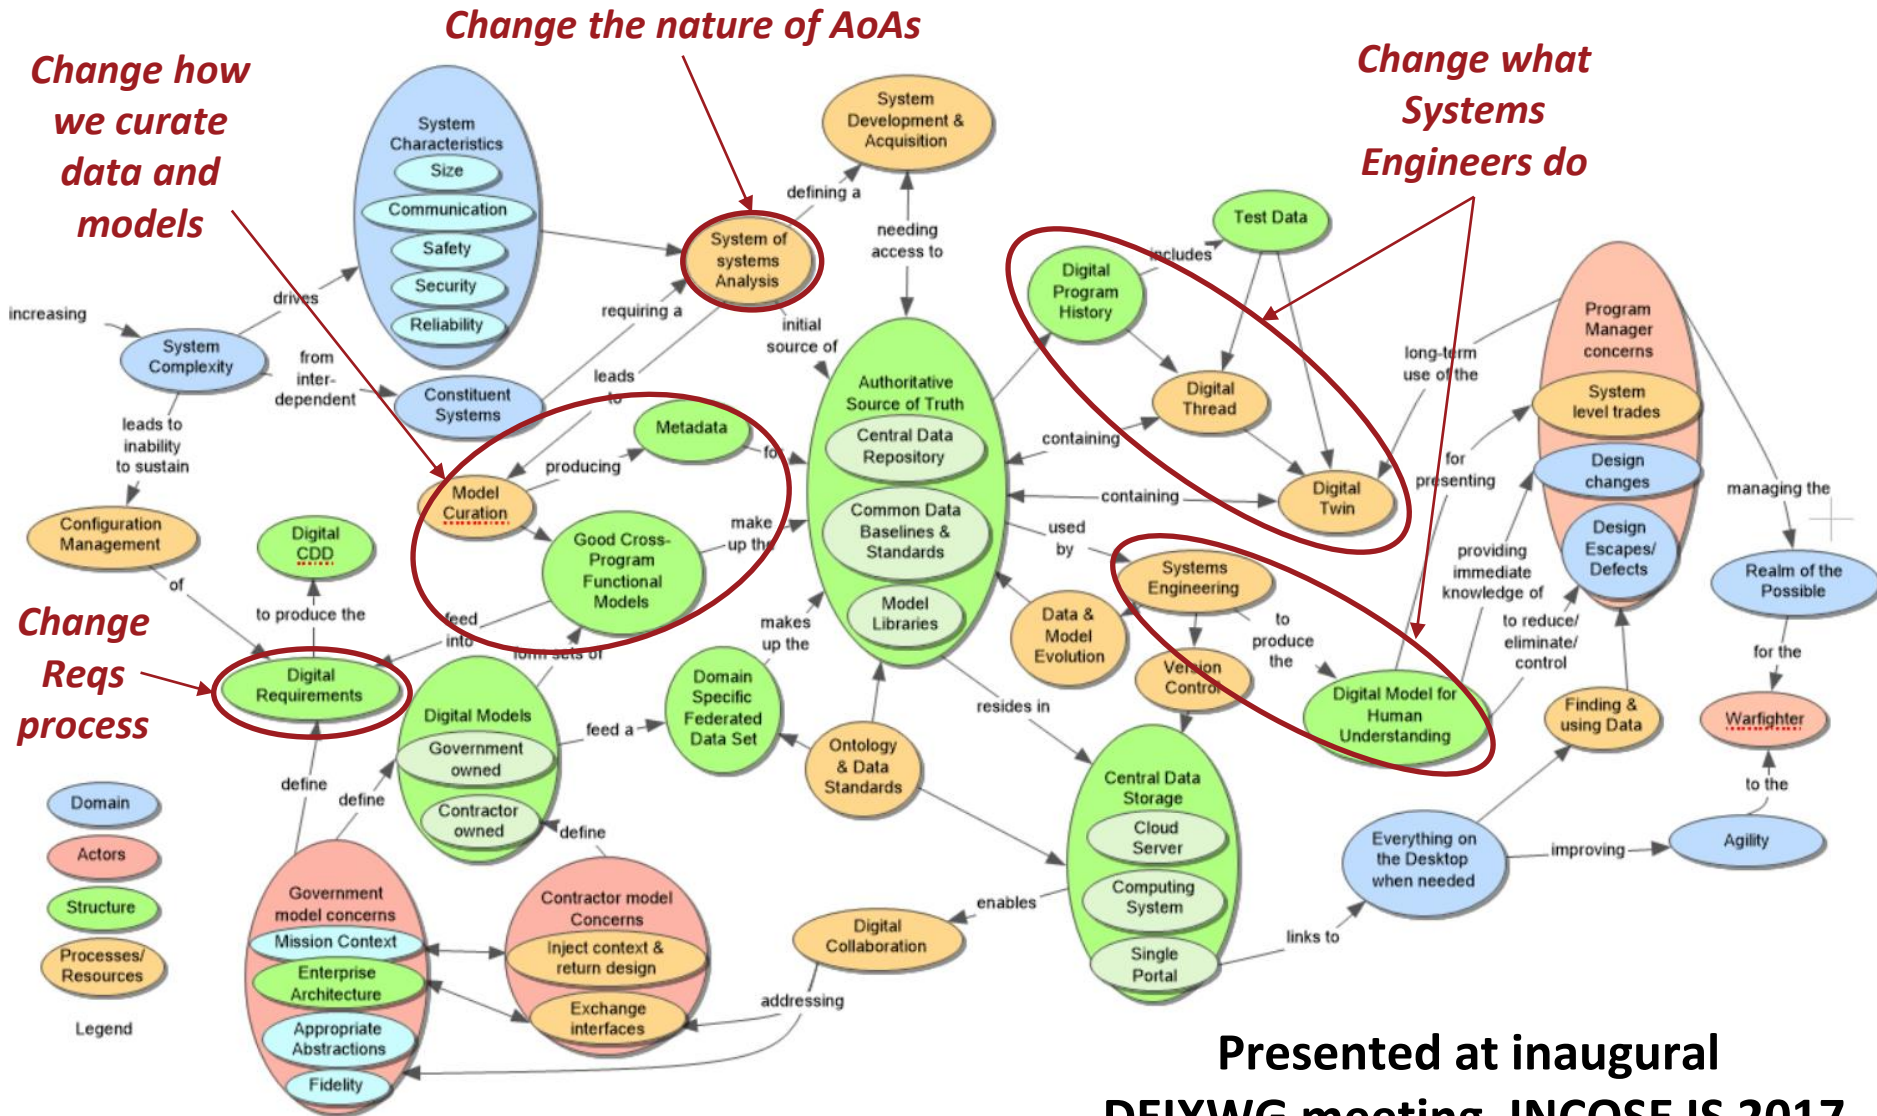 Change the nature of AoAs
Change how
we curate
data and
models
Change what
Systems
Engineers do
System
Characteristics
Size
Communication
Safety
Security
Reliability
System
Development &
Acquisition
defining a
needing
access to
System of
systems
Analysis
requiring a
initial
source of
leads
to
increasing
System
Complexity
drives
from
inter-
dependent
Constituent
Systems
leads to
inability
to sustain
Configuration
Management
of
Digital
CDD
to produce the
Change
Reqs
process
Digital
Requirements
define
Model
Curation
producing
Metadata
for
Good Cross-
Program
Functional
Models
make
up the
feed
into
form sets of
Digital Models
Government
owned
Contractor
owned
define
define
feed a
Domain
Specific
Federated
Data Set
makes
up the
Authoritative
Source of Truth
Central Data
Repository
Common Data
Baselines &
Standards
Model
Libraries
Ontology
& Data
Standards
Test Data
includes
Digital
Program
History
Digital
Thread
Digital
Twin
containing
containing
used
by
Systems
Engineering
Data &
Model
Evolution
Version
Control
to
produce
the
resides in
Digital Model for
Human
Understanding
long-term
use of the
for
presenting
providing
immediate
knowledge of
to reduce/
eliminate/
control
Program
Manager
concerns
System
level trades
Design
changes
Design
Escapes/
Defects
managing the
Realm of the
Possible
for the
Warfighter
to the
Agility
Finding &
using Data
Everything on
the Desktop
when needed
improving
Central Data
Storage
Cloud
Server
Computing
System
Single
Portal
links to
enables
Digital
Collaboration
addressing
Government
model concerns
Mission Context
Enterprise
Architecture
Appropriate
Abstractions
Fidelity
Contractor model
Concerns
Inject context &
return design
Exchange
interfaces
Domain
Actors
Structure
Processes/
Resources
Legend
Presented at inaugural
DEIXWG meeting, INCOSE IS 2017